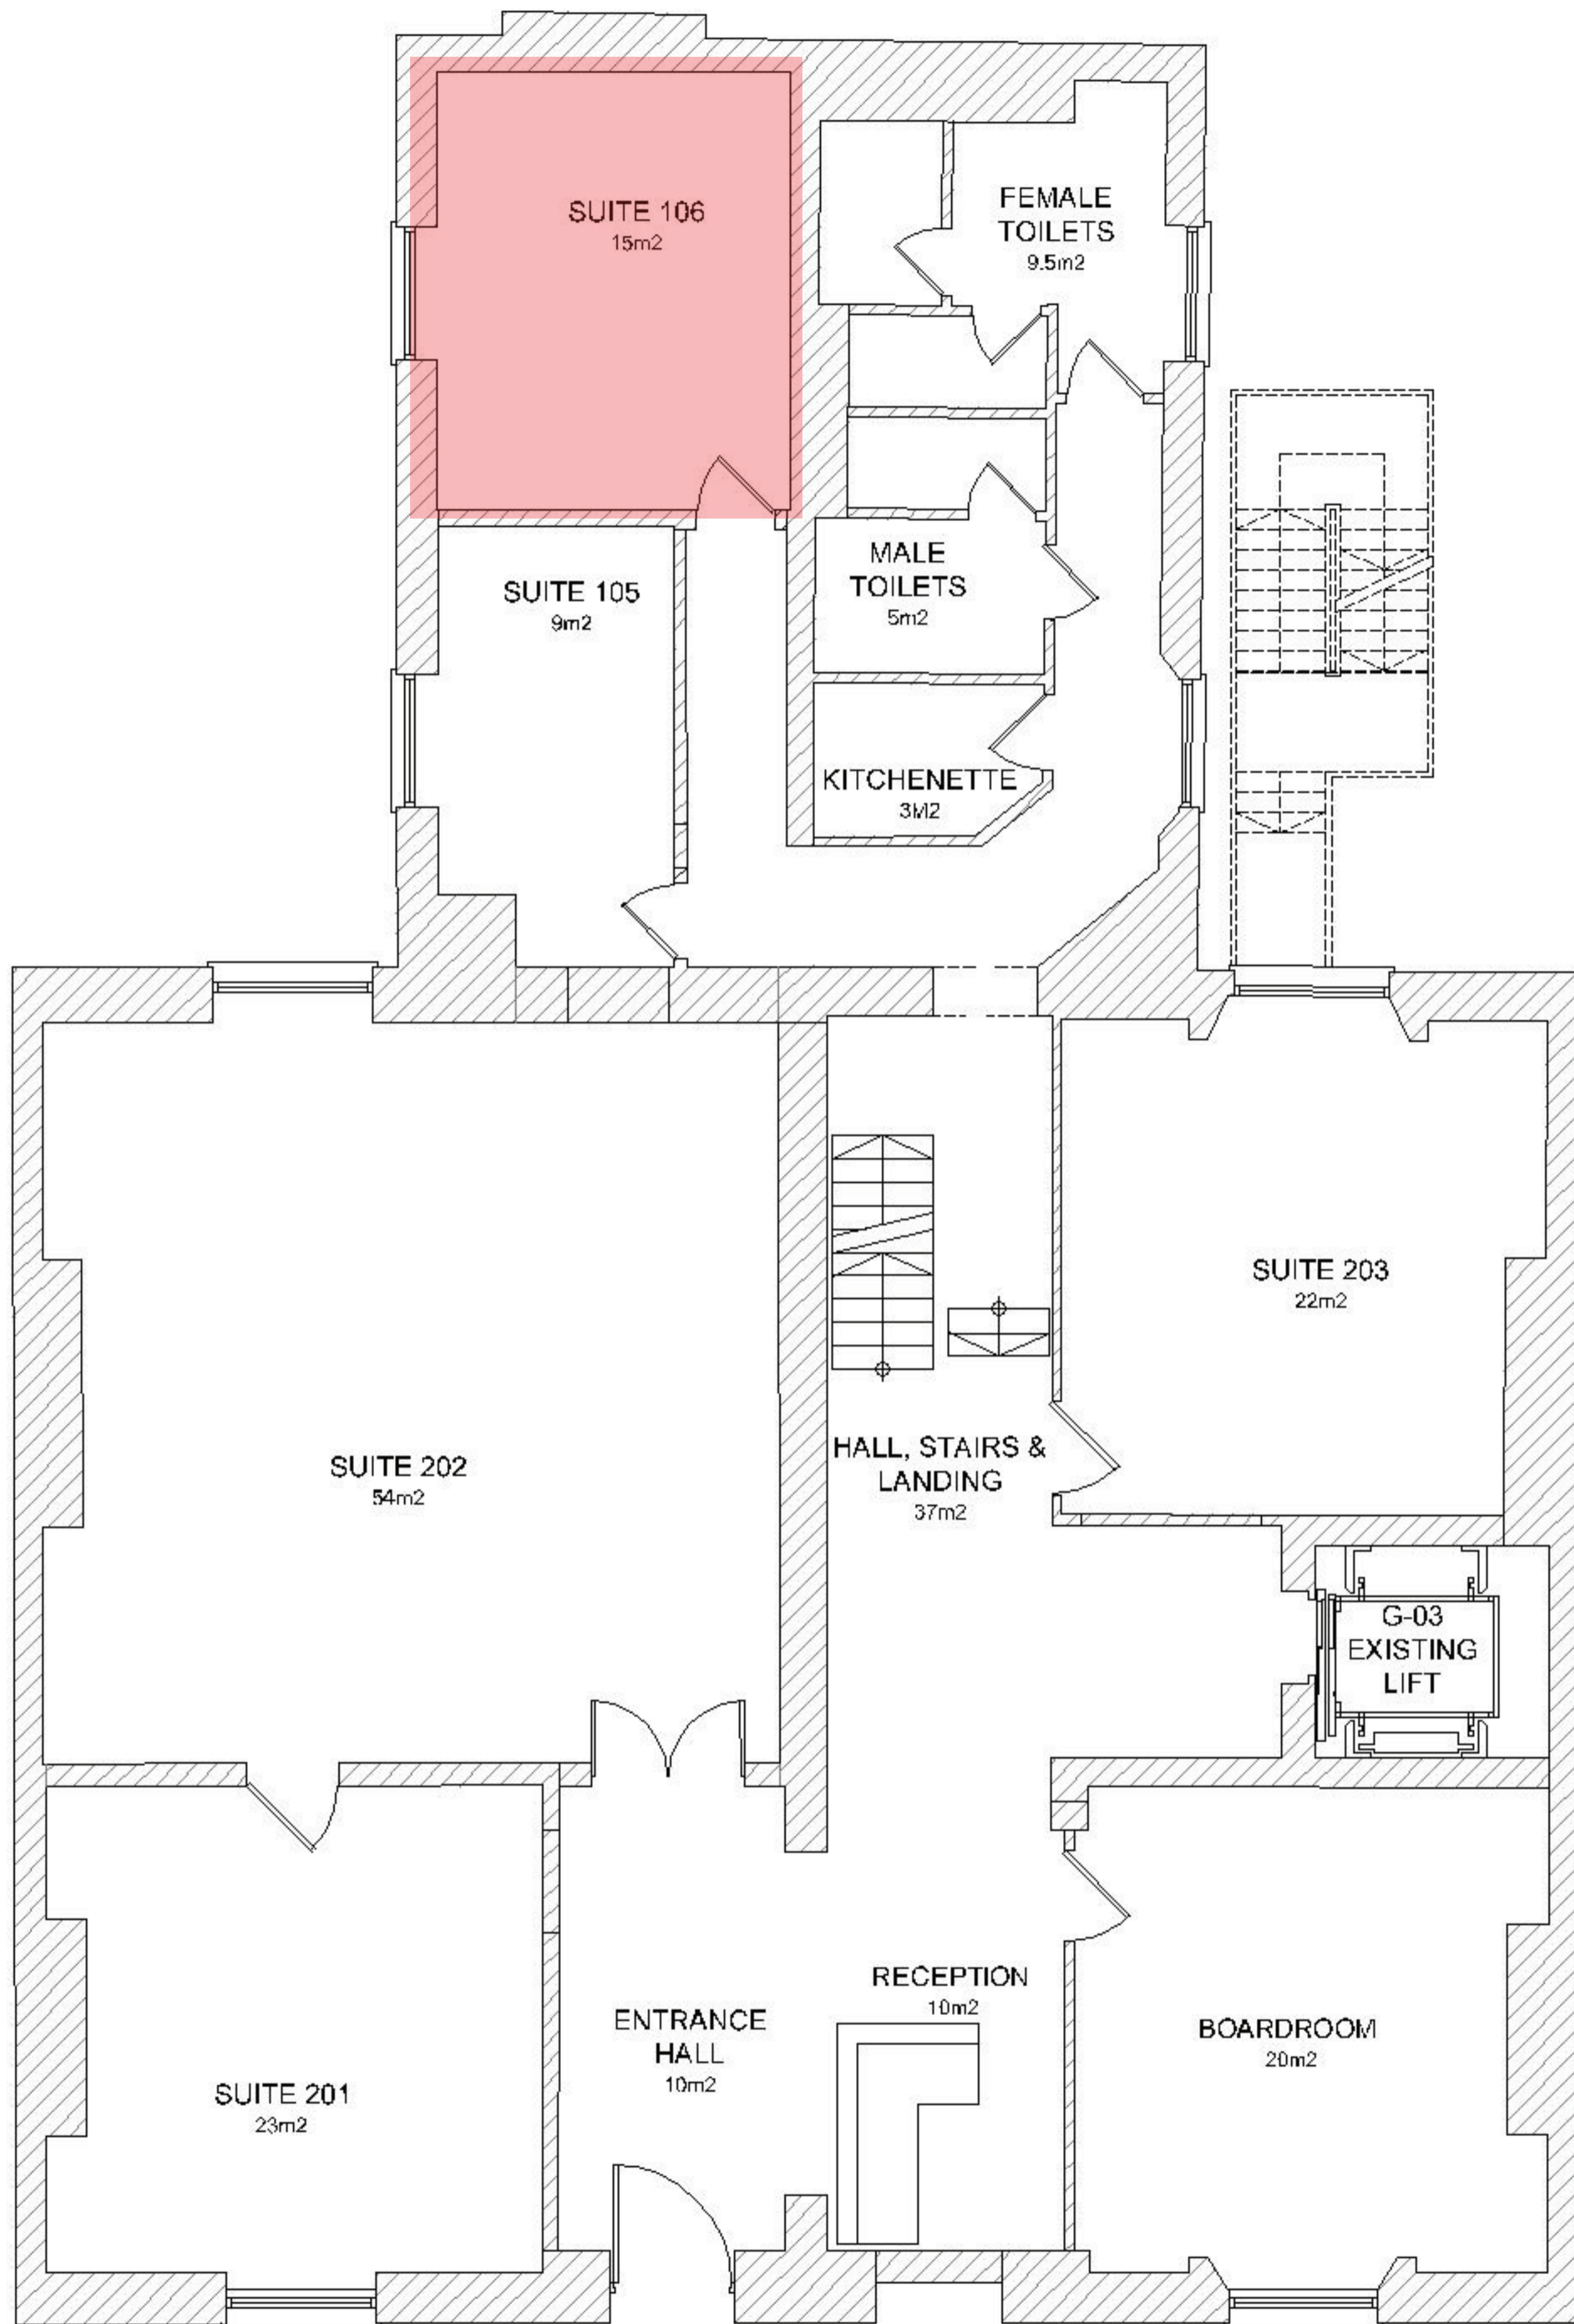 SUITE 106
15m2
FEMALE
TOILETS
9.5m2
SUITE 105
9m2
MALE
TOILETS
5m2
KITCHENETTE
3M2
SUITE 203
22m2
SUITE 202
54m2
HALL, STAIRS &
LANDING
37m2
G-03
EXISTING
LIFT
RECEPTION
10m2
ENTRANCE
HALL
10m2
BOARDROOM
20m2
SUITE 201
23m2